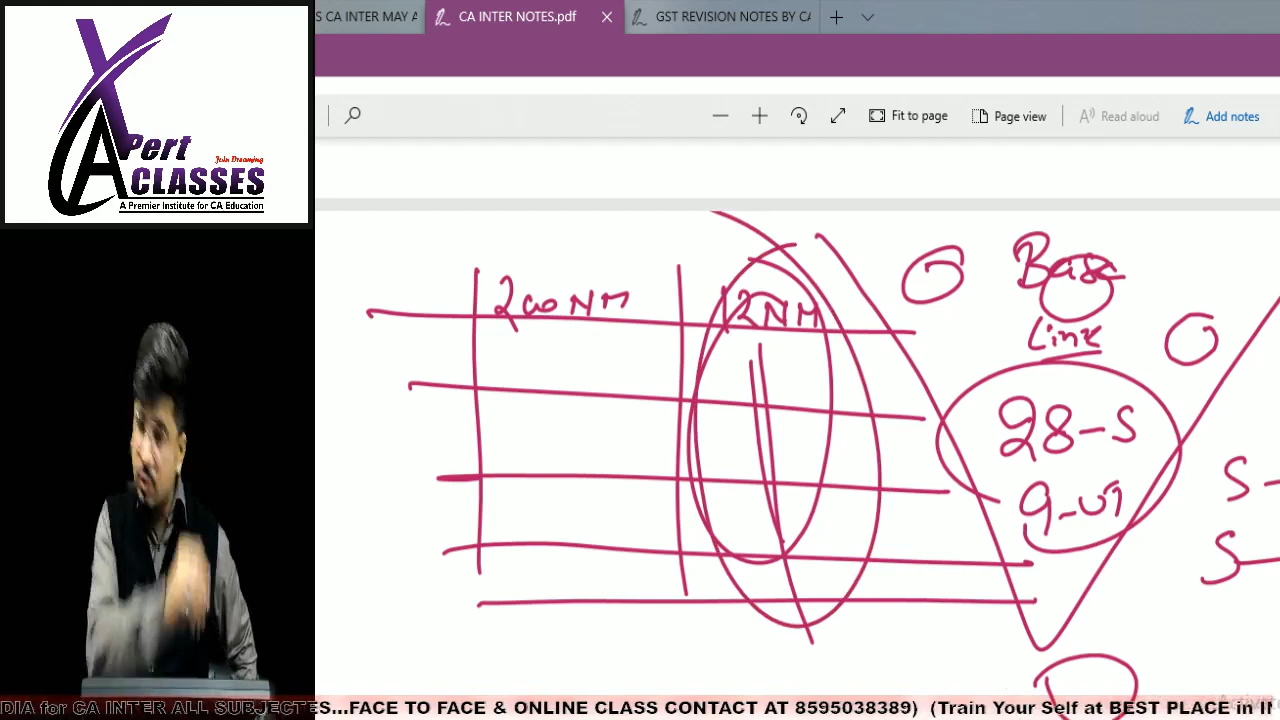 S CA INTER MAY A
CA INTER NOTES.pdf
GST REVISION NOTES BY CA
Fit to page
Page view
Read aloud
Add notes
XPert
Join Dreaming
CA CLASSES
A Premier Institute for CA Education
200 NM
12 NM
Base
Line
28-S
9-UT
S-
S-
DIA for CA INTER ALL SUBJECTES...FACE TO FACE & ONLINE CLASS CONTACT AT 8595038389) (Train Your Self at BEST PLACE in IN